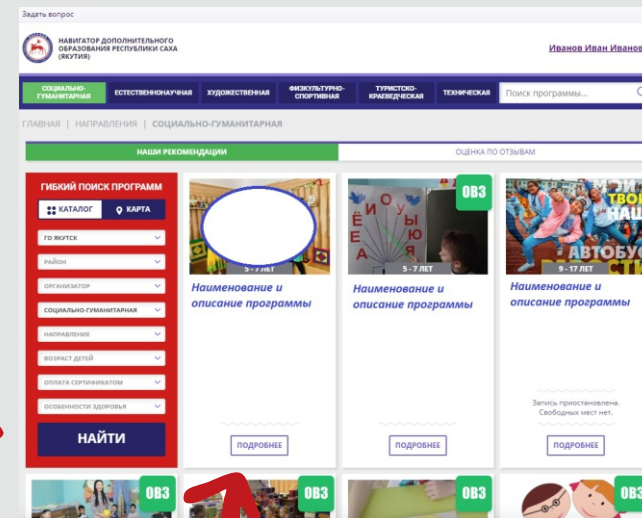 Задать вопрос
НАВИГАТОР ДОПОЛНИТЕЛЬНОГО
ОБРАЗОВАНИЯ РЕСПУБЛИКИ САХА
(ЯКУТИЯ)
Иванов Иван Иванов
СОЦИАЛЬНО-
ГУМАНИТАРНАЯ
ЕСТЕСТВЕННОНАУЧНАЯ
ХУДОЖЕСТВЕННАЯ
ФИЗКУЛЬТУРНО-
СПОРТИВНАЯ
ТУРИСТСКО-
КРАЕВЕДЧЕСКАЯ
ТЕХНИЧЕСКАЯ
Поиск программы...
ГЛАВНАЯ | НАПРАВЛЕНИЯ | СОЦИАЛЬНО-ГУМАНИТАРНАЯ
НАШИ РЕКОМЕНДАЦИИ
ОЦЕНКА ПО ОТЗЫВАМ
ГИБКИЙ ПОИСК ПРОГРАММ
КАТАЛОГ
КАРТА
ГО ЯКУТСК
РАЙОН
ОРГАНИЗАТОР
СОЦИАЛЬНО-ГУМАНИТАРНАЯ
НАПРАВЛЕНИЕ
ВОЗРАСТ ДЕТЕЙ
ОПЛАТА СЕРТИФИКАТОМ
ОСОБЕННОСТИ ЗДОРОВЬЯ
НАЙТИ
5 - 7 ЛЕТ
Наименование и
описание программы
ПОДРОБНЕЕ
ОВЗ
5 - 7 ЛЕТ
Наименование и
описание программы
ПОДРОБНЕЕ
МОЙ
ТВОЙ
НАШ
АВТОБУС
9 - 17 ЛЕТ
Наименование и
описание программы
Запись приостановлена.
Свободных мест нет.
ПОДРОБНЕЕ
ОВЗ
ОВЗ
ОВЗ
ОВЗ